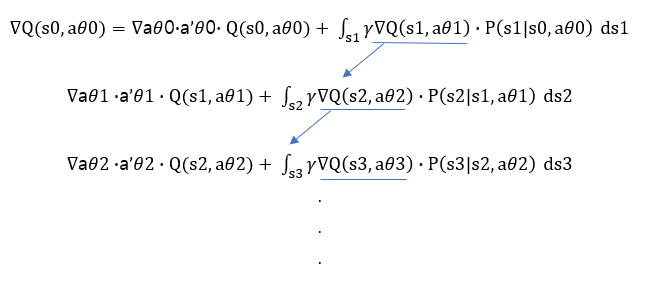 ∇Q(s0,a𝜃0) = ∇a𝜃0·a’𝜃0· Q(s0,a𝜃0) + ∫s1 γ∇Q(s1,a𝜃1) · P(s1|s0,a𝜃0) ds1
∇a𝜃1 ·a’𝜃1 · Q(s1,a𝜃1) + ∫s2 γ∇Q(s2,a𝜃2) · P(s2|s1,a𝜃1) ds2
∇a𝜃2 ·a’𝜃2 · Q(s2,a𝜃2) + ∫s3 γ∇Q(s3,a𝜃3) · P(s3|s2,a𝜃2) ds3
.
.
.